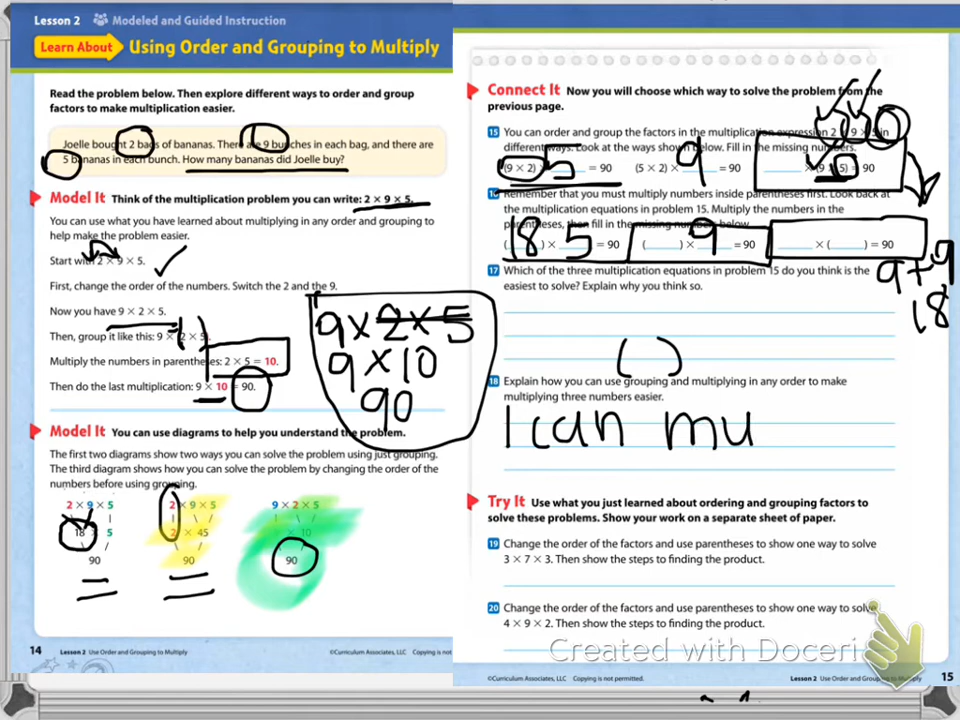 Lesson 2 Modeled and Guided Instruction
Learn About Using Order and Grouping to Multiply
Read the problem below. Then explore different ways to order and group
factors to make multiplication easier.
Joelle bought 2 bags of bananas. There are 9 bunches in each bag, and there are
5 bananas in each bunch. How many bananas did Joelle buy?
Model It Think of the multiplication problem you can write: 2 × 9 × 5.
You can use what you have learned about multiplying in any order and grouping to
help make the problem easier.
Start with 2 × 9 × 5.
First, change the order of the numbers. Switch the 2 and the 9.
Now you have 9 × 2 × 5.
Then, group it like this: 9 × (2 × 5).
Multiply the numbers in parentheses: 2 × 5 = 10.
Then do the last multiplication: 9 × 10 = 90.
9 × 2 × 5
9 × 10
90
Model It You can use diagrams to help you understand the problem.
The first two diagrams show two ways you can solve the problem using just grouping.
The third diagram shows how you can solve the problem by changing the order of the
numbers before using grouping.
2 × 9 × 5 2 × 9 × 5 9 × 2 × 5
18 × 5 2 × 45 × 10
90 90 90
14 Lesson 2 Use Order and Grouping to Multiply ©Curriculum Associates, LLC Copying is not
Connect It Now you will choose which way to solve the problem from the
previous page.
15 You can order and group the factors in the multiplication expression 2 × 9 × 5 in
different ways. Look at the ways shown below. Fill in the missing numbers.
(9 × 2) 5 = 90 (5 × 2) × 9 = 90 × (9 × 5) = 90
16 Remember that you must multiply numbers inside parentheses first. Look back at
the multiplication equations in problem 15. Multiply the numbers in the
parentheses, then fill in the missing numbers below.
(18) × 5 = 90 ( ) × 9 = 90 × ( ) = 90
9+9
18
17 Which of the three multiplication equations in problem 15 do you think is the
easiest to solve? Explain why you think so.
( )
18 Explain how you can use grouping and multiplying in any order to make
multiplying three numbers easier.
I can mu
Try It Use what you just learned about ordering and grouping factors to
solve these problems. Show your work on a separate sheet of paper.
19 Change the order of the factors and use parentheses to show one way to solve
3 × 7 × 3. Then show the steps to finding the product.
20 Change the order of the factors and use parentheses to show one way to solve
4 × 9 × 2. Then show the steps to finding the product.
Created with Doceri
©Curriculum Associates, LLC Copying is not permitted. Lesson 2 Use Order and Grouping to Multiply 15